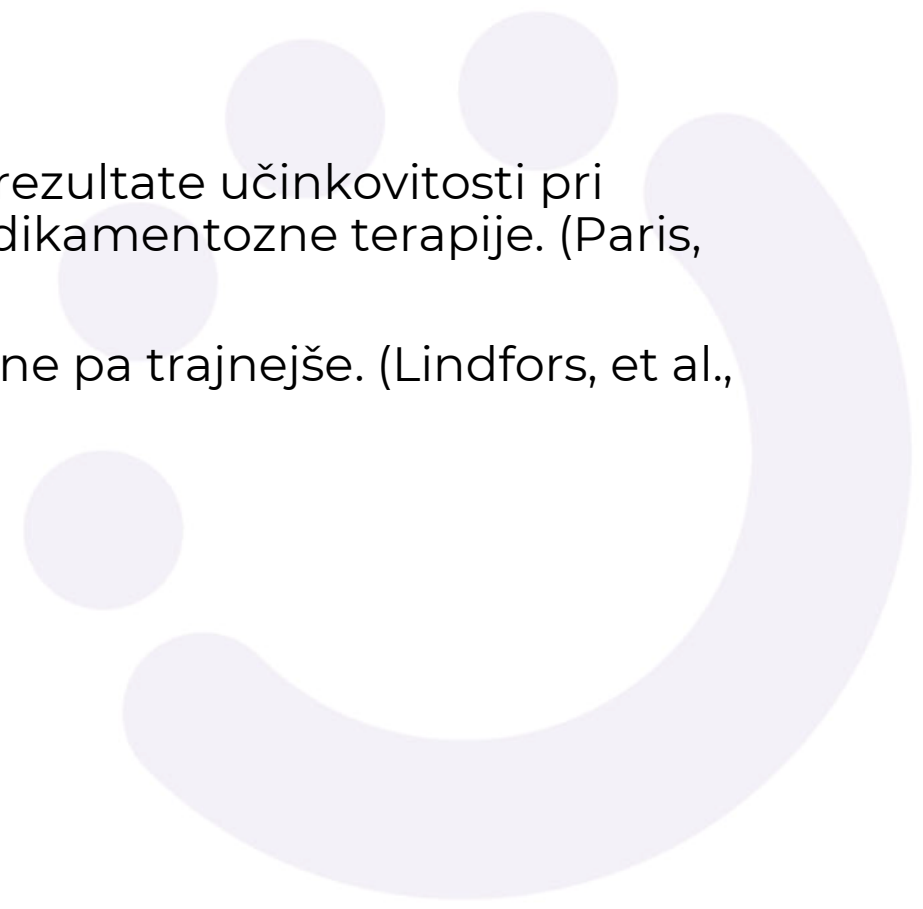 rezultate učinkovitosti pri
dikamentozne terapije. (Paris,
ne pa trajnejše. (Lindfors, et al.,